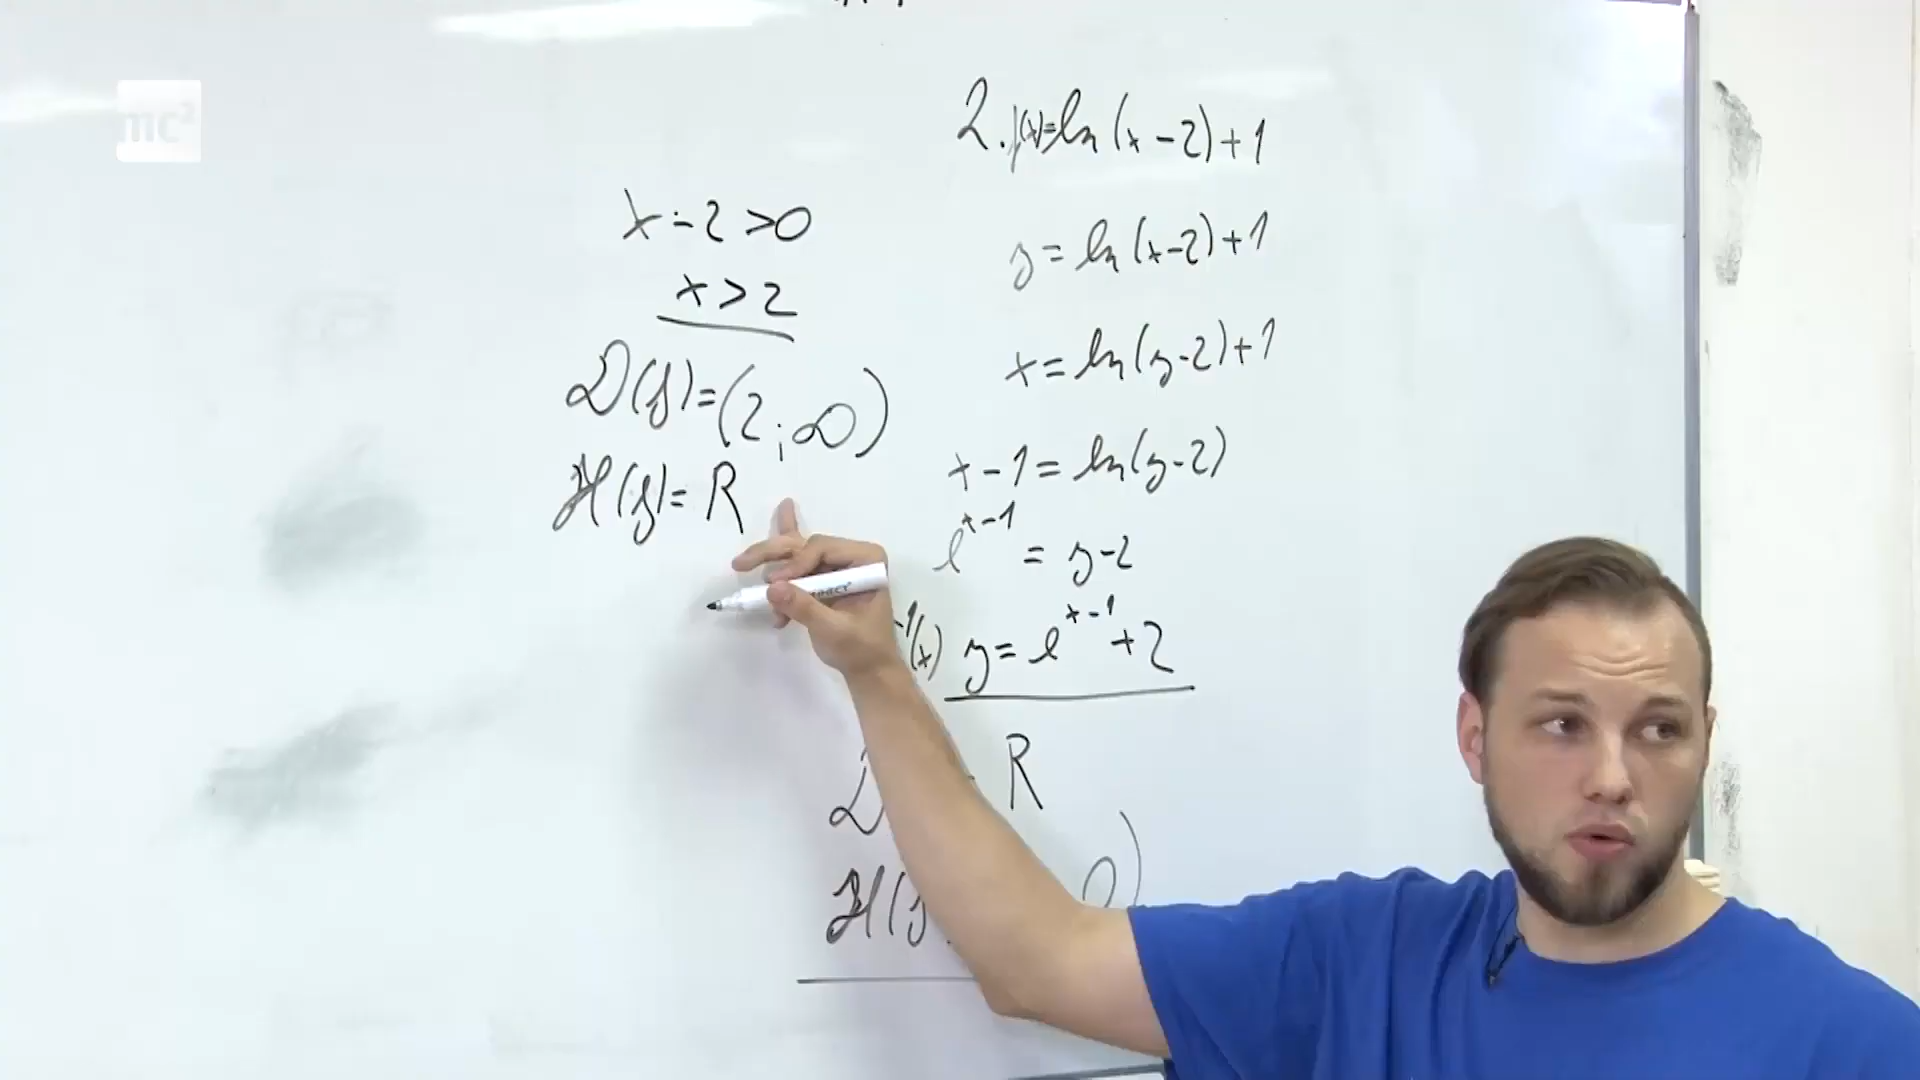 mc²
x-2>0
x>2
D(f)=(2;∞)
H(f)=R
2. f(x)=ln(x-2)+1
y=ln(x-2)+1
x=ln(y-2)+1
x-1=ln(y-2)
e^(x-1) = y-2
-1(x) y=e^(x-1)+2
D R
H(f )